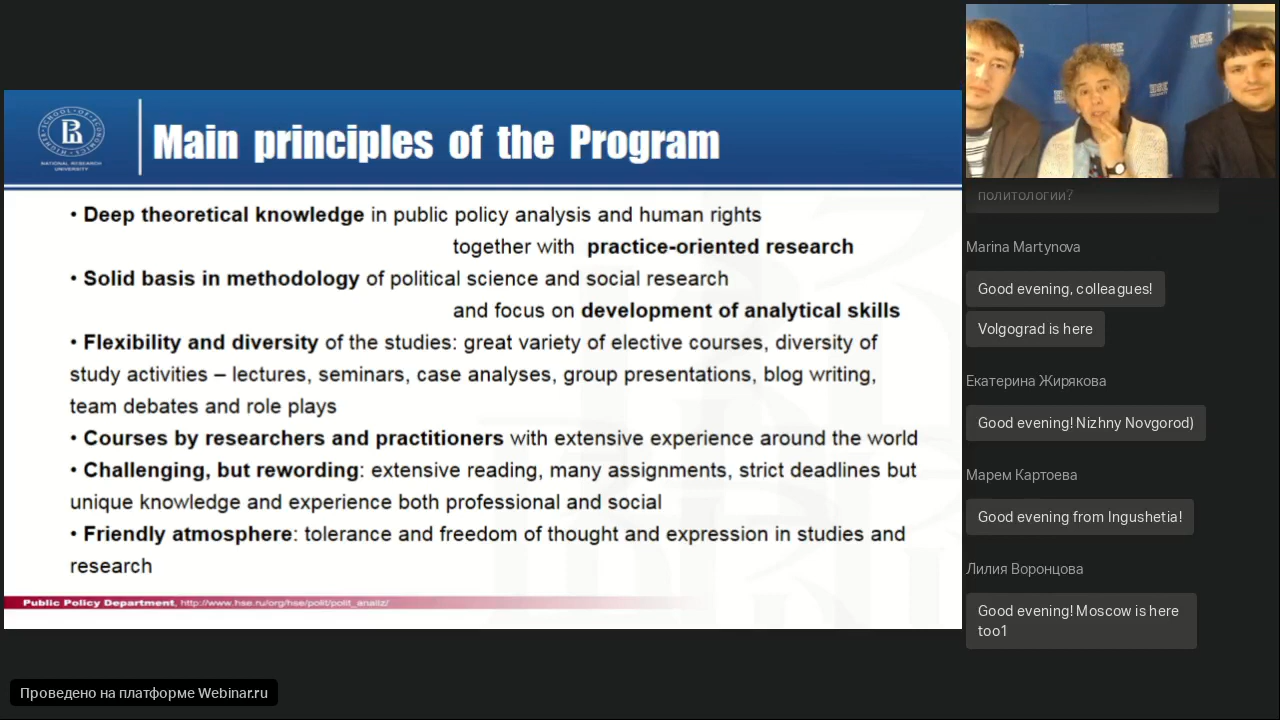 Main principles of the Program
HIGHER SCHOOL OF ECONOMICS
NATIONAL RESEARCH
UNIVERSITY
• Deep theoretical knowledge in public policy analysis and human rights
together with practice-oriented research
• Solid basis in methodology of political science and social research
and focus on development of analytical skills
• Flexibility and diversity of the studies: great variety of elective courses, diversity of
study activities – lectures, seminars, case analyses, group presentations, blog writing,
team debates and role plays
• Courses by researchers and practitioners with extensive experience around the world
• Challenging, but rewording: extensive reading, many assignments, strict deadlines but
unique knowledge and experience both professional and social
• Friendly atmosphere: tolerance and freedom of thought and expression in studies and
research
Public Policy Department, http://www.hse.ru/org/hse/polit/polit_analiz/
политологии?
Marina Martynova
Good evening, colleagues!
Volgograd is here
Екатерина Жирякова
Good evening! Nizhny Novgorod)
Марем Картоева
Good evening from Ingushetia!
Лилия Воронцова
Good evening! Moscow is here
too1
Проведено на платформе Webinar.ru